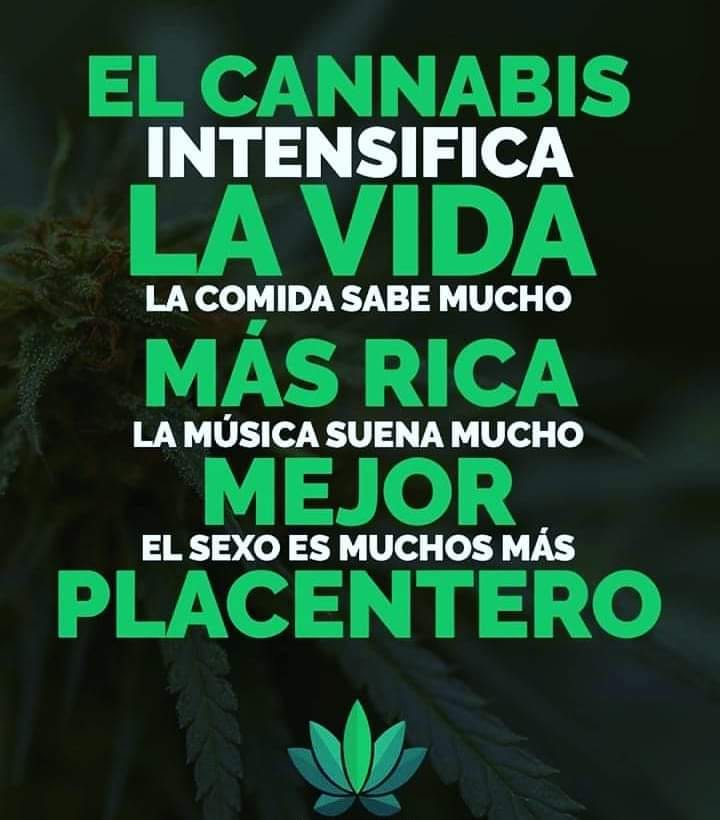 EL CANNABIS
INTENSIFICA
LA VIDA
LA COMIDA SABE MUCHO
MÁS RICA
LA MÚSICA SUENA MUCHO
MEJOR
EL SEXO ES MUCHOS MÁS
PLACENTERO